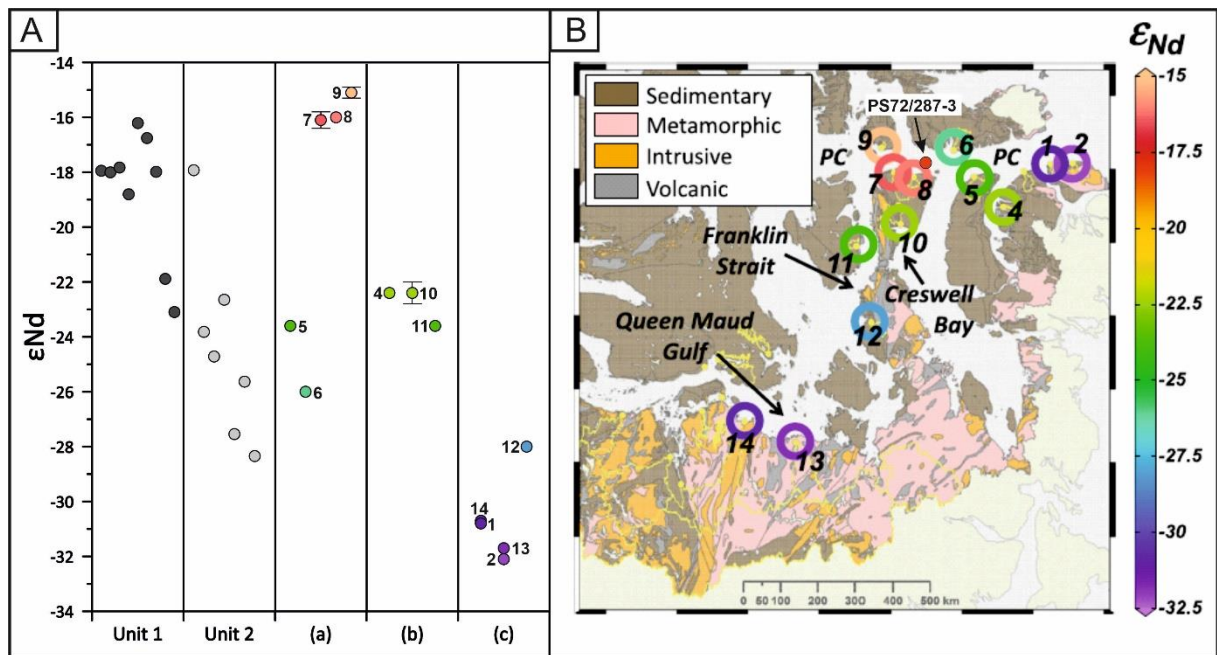 A
-14
-16
-18
-20
-22
-24
-26
-28
-30
-32
-34
εNd
Unit 1
Unit 2
(a)
(b)
(c)
9
7
8
5
6
4
10
11
12
14
1
13
2
B
Sedimentary
Metamorphic
Intrusive
Volcanic
PS72/287-3
9
PC
6
PC
1
2
7
8
5
4
10
11
Franklin
Strait
Creswell
Bay
12
Queen Maud
Gulf
14
13
0 50 100 200 300 400 500 km
εNd
-15
-17.5
-20
-22.5
-25
-27.5
-30
-32.5